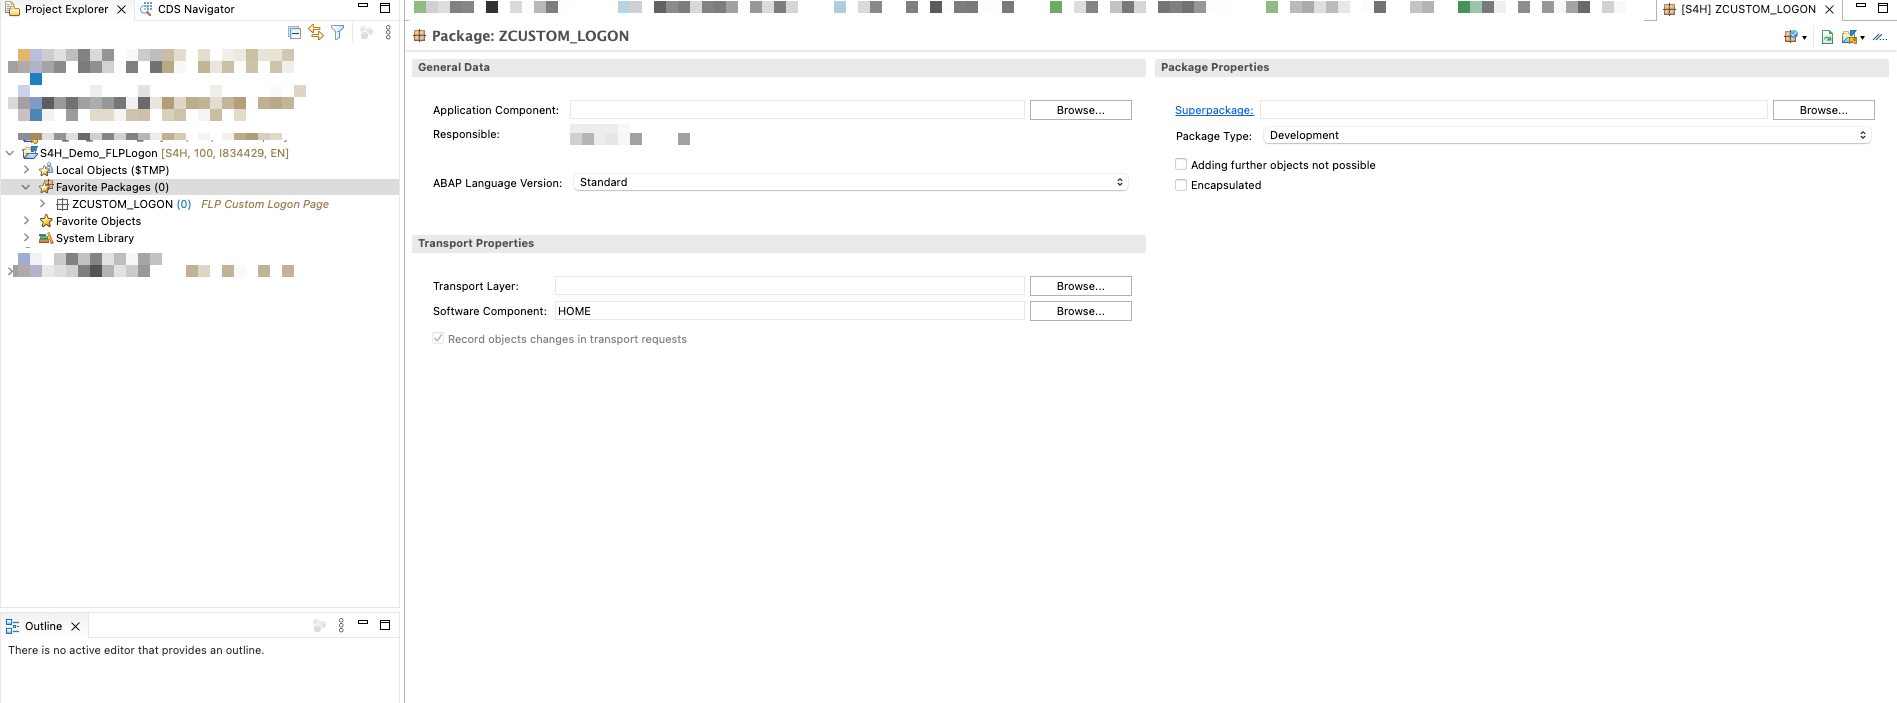 Project Explorer
CDS Navigator
[S4H] ZCUSTOM_LOGON
S4H_Demo_FLPLogon [S4H, 100, I834429, EN]
Local Objects ($TMP)
Favorite Packages (0)
ZCUSTOM_LOGON (0) FLP Custom Logon Page
Favorite Objects
System Library
Outline
There is no active editor that provides an outline.
Package: ZCUSTOM_LOGON
General Data
Application Component:
Browse...
Responsible:
ABAP Language Version:
Standard
Transport Properties
Transport Layer:
Browse...
Software Component:
HOME
Browse...
Record objects changes in transport requests
Package Properties
Superpackage:
Browse...
Package Type:
Development
Adding further objects not possible
Encapsulated